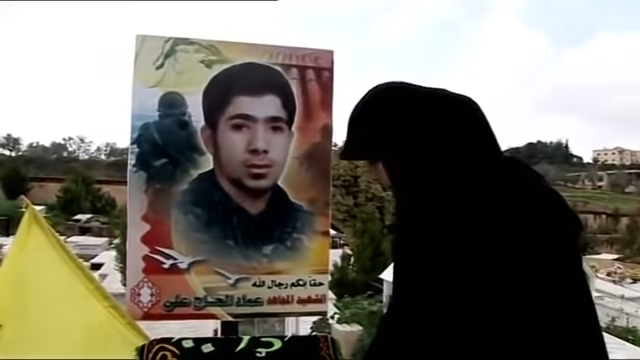 حقا إنكم رجال الله
الشهيد المجاهد عماد الحاج علي